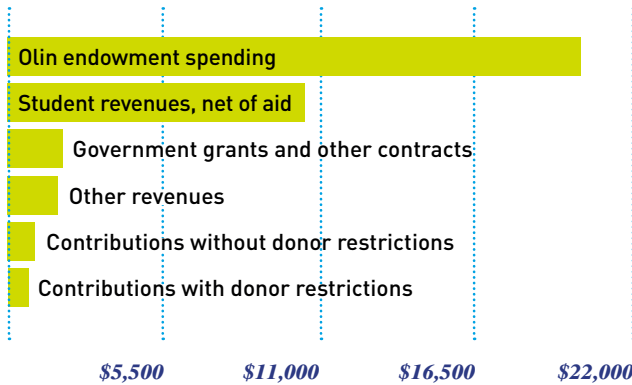 Olin endowment spending
Student revenues, net of aid
Government grants and other contracts
Other revenues
Contributions without donor restrictions
Contributions with donor restrictions
$5,500 $11,000 $16,500 $22,000